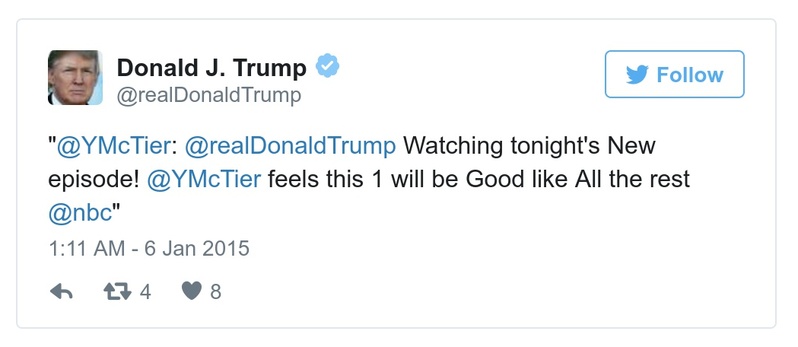 Donald J. Trump
@realDonaldTrump
Follow
"@YMcTier: @realDonaldTrump Watching tonight's New
episode! @YMcTier feels this 1 will be Good like All the rest
@nbc"
1:11 AM - 6 Jan 2015
4 8